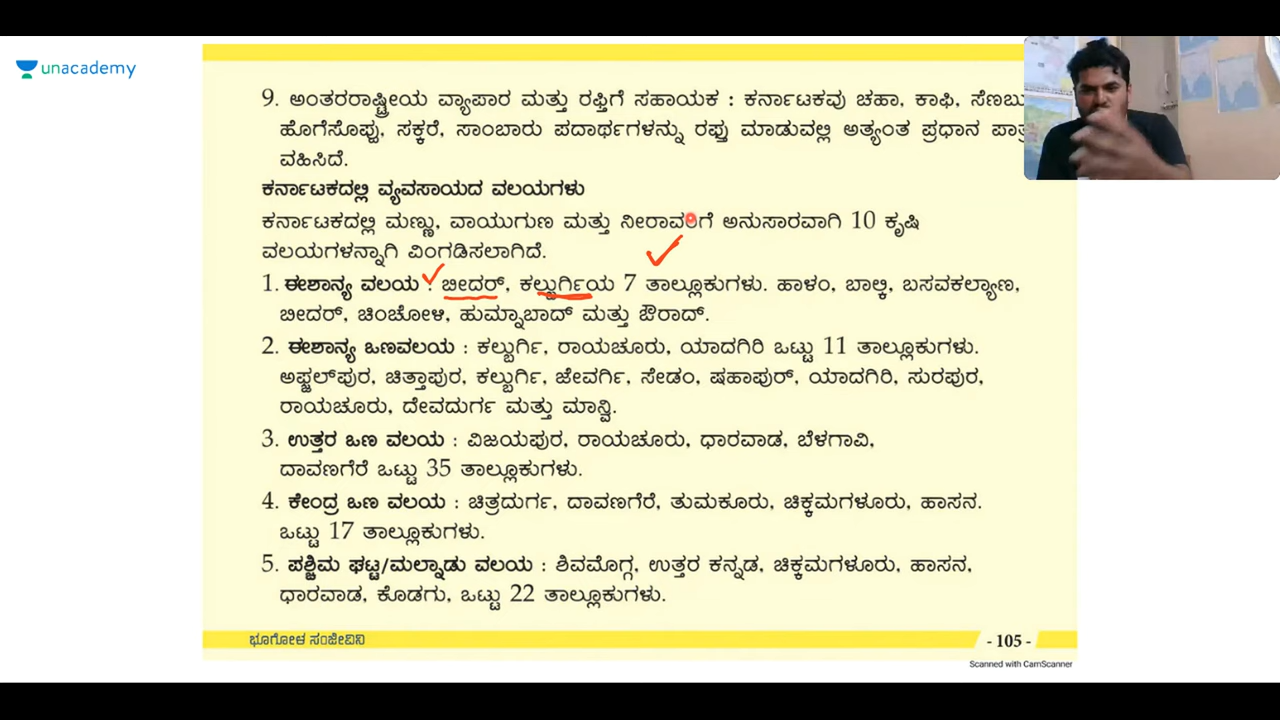 unacademy
9. ಅಂತರರಾಷ್ಟ್ರೀಯ ವ್ಯಾಪಾರ ಮತ್ತು ರಫ್ತಿಗೆ ಸಹಾಯಕ : ಕರ್ನಾಟಕವು ಚಹಾ, ಕಾಫಿ,
ಹೊಗೆಸೊಪ್ಪು, ಸಕ್ಕರೆ, ಸಾಂಬಾರು ಪದಾರ್ಥಗಳನ್ನು ರಫ್ತು ಮಾಡುವಲ್ಲಿ ಅತ್ಯಂತ ಪ್ರಧಾನ
ವಹಿಸಿದೆ.
ಕರ್ನಾಟಕದಲ್ಲಿ ವ್ಯವಸಾಯದ ವಲಯಗಳು
ಕರ್ನಾಟಕದಲ್ಲಿ ಮಣ್ಣು, ವಾಯುಗುಣ ಮತ್ತು ನೀರಾವರಿಗೆ ಅನುಸಾರವಾಗಿ 10 ಕೃಷಿ
ವಲಯಗಳನ್ನಾಗಿ ವಿಂಗಡಿಸಲಾಗಿದೆ.
1. ಈಶಾನ್ಯ ವಲಯ : ಬೀದರ್, ಕಲ್ಬುರ್ಗಿಯ 7 ತಾಲ್ಲೂಕುಗಳು. ಹಾಳಂ, ಬಾಲ್ಕಿ, ಬಸವಕಲ್ಯಾಣ,
ಬೀದರ್, ಚಿಂಚೋಳಿ, ಹುಮ್ನಾಬಾದ್ ಮತ್ತು ಔರಾದ್.
2. ಈಶಾನ್ಯ ಒಣವಲಯ : ಕಲ್ಬುರ್ಗಿ, ರಾಯಚೂರು, ಯಾದಗಿರಿ ಒಟ್ಟು 11 ತಾಲ್ಲೂಕುಗಳು.
ಅಫ್ಜಲ್‌ಪುರ, ಚಿತ್ತಾಪುರ, ಕಲ್ಬುರ್ಗಿ, ಜೇವರ್ಗಿ, ಸೇಡಂ, ಷಹಾಪುರ್, ಯಾದಗಿರಿ, ಸುರಪುರ,
ರಾಯಚೂರು, ದೇವದುರ್ಗ ಮತ್ತು ಮಾನ್ವಿ.
3. ಉತ್ತರ ಒಣ ವಲಯ : ವಿಜಯಪುರ, ರಾಯಚೂರು, ಧಾರವಾಡ, ಬೆಳಗಾವಿ,
ದಾವಣಗೆರೆ ಒಟ್ಟು 35 ತಾಲ್ಲೂಕುಗಳು.
4. ಕೇಂದ್ರ ಒಣ ವಲಯ : ಚಿತ್ರದುರ್ಗ, ದಾವಣಗೆರೆ, ತುಮಕೂರು, ಚಿಕ್ಕಮಗಳೂರು, ಹಾಸನ.
ಒಟ್ಟು 17 ತಾಲ್ಲೂಕುಗಳು.
5. ಪಶ್ಚಿಮ ಘಟ್ಟ/ಮಲ್ನಾಡು ವಲಯ : ಶಿವಮೊಗ್ಗ, ಉತ್ತರ ಕನ್ನಡ, ಚಿಕ್ಕಮಗಳೂರು, ಹಾಸನ,
ಧಾರವಾಡ, ಕೊಡಗು, ಒಟ್ಟು 22 ತಾಲ್ಲೂಕುಗಳು.
ಭೂಗೋಳ ಸಂಜೀವಿನಿ
- 105 -
Scanned with CamScanner